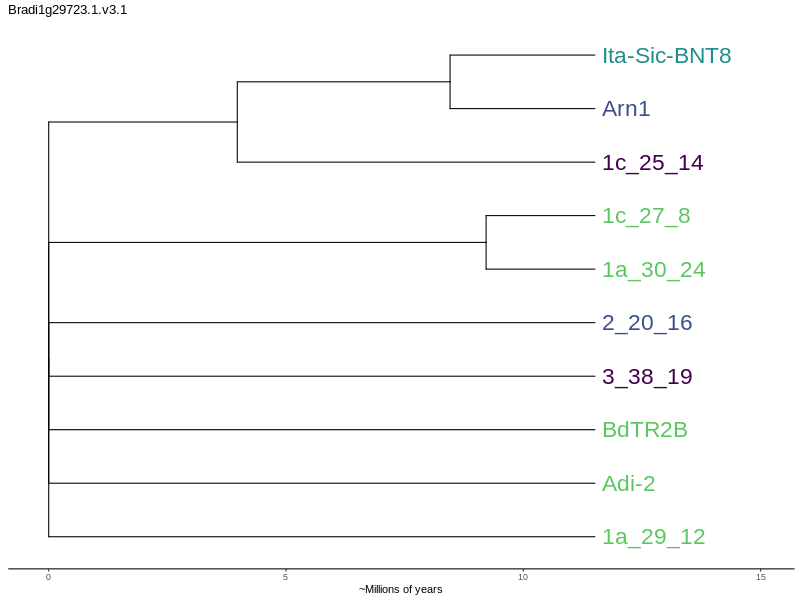 Bradi1g29723.1.v3.1
Ita-Sic-BNT8
Arn1
1c_25_14
1c_27_8
1a_30_24
2_20_16
3_38_19
BdTR2B
Adi-2
1a_29_12
0 5 10 15
~Millions of years